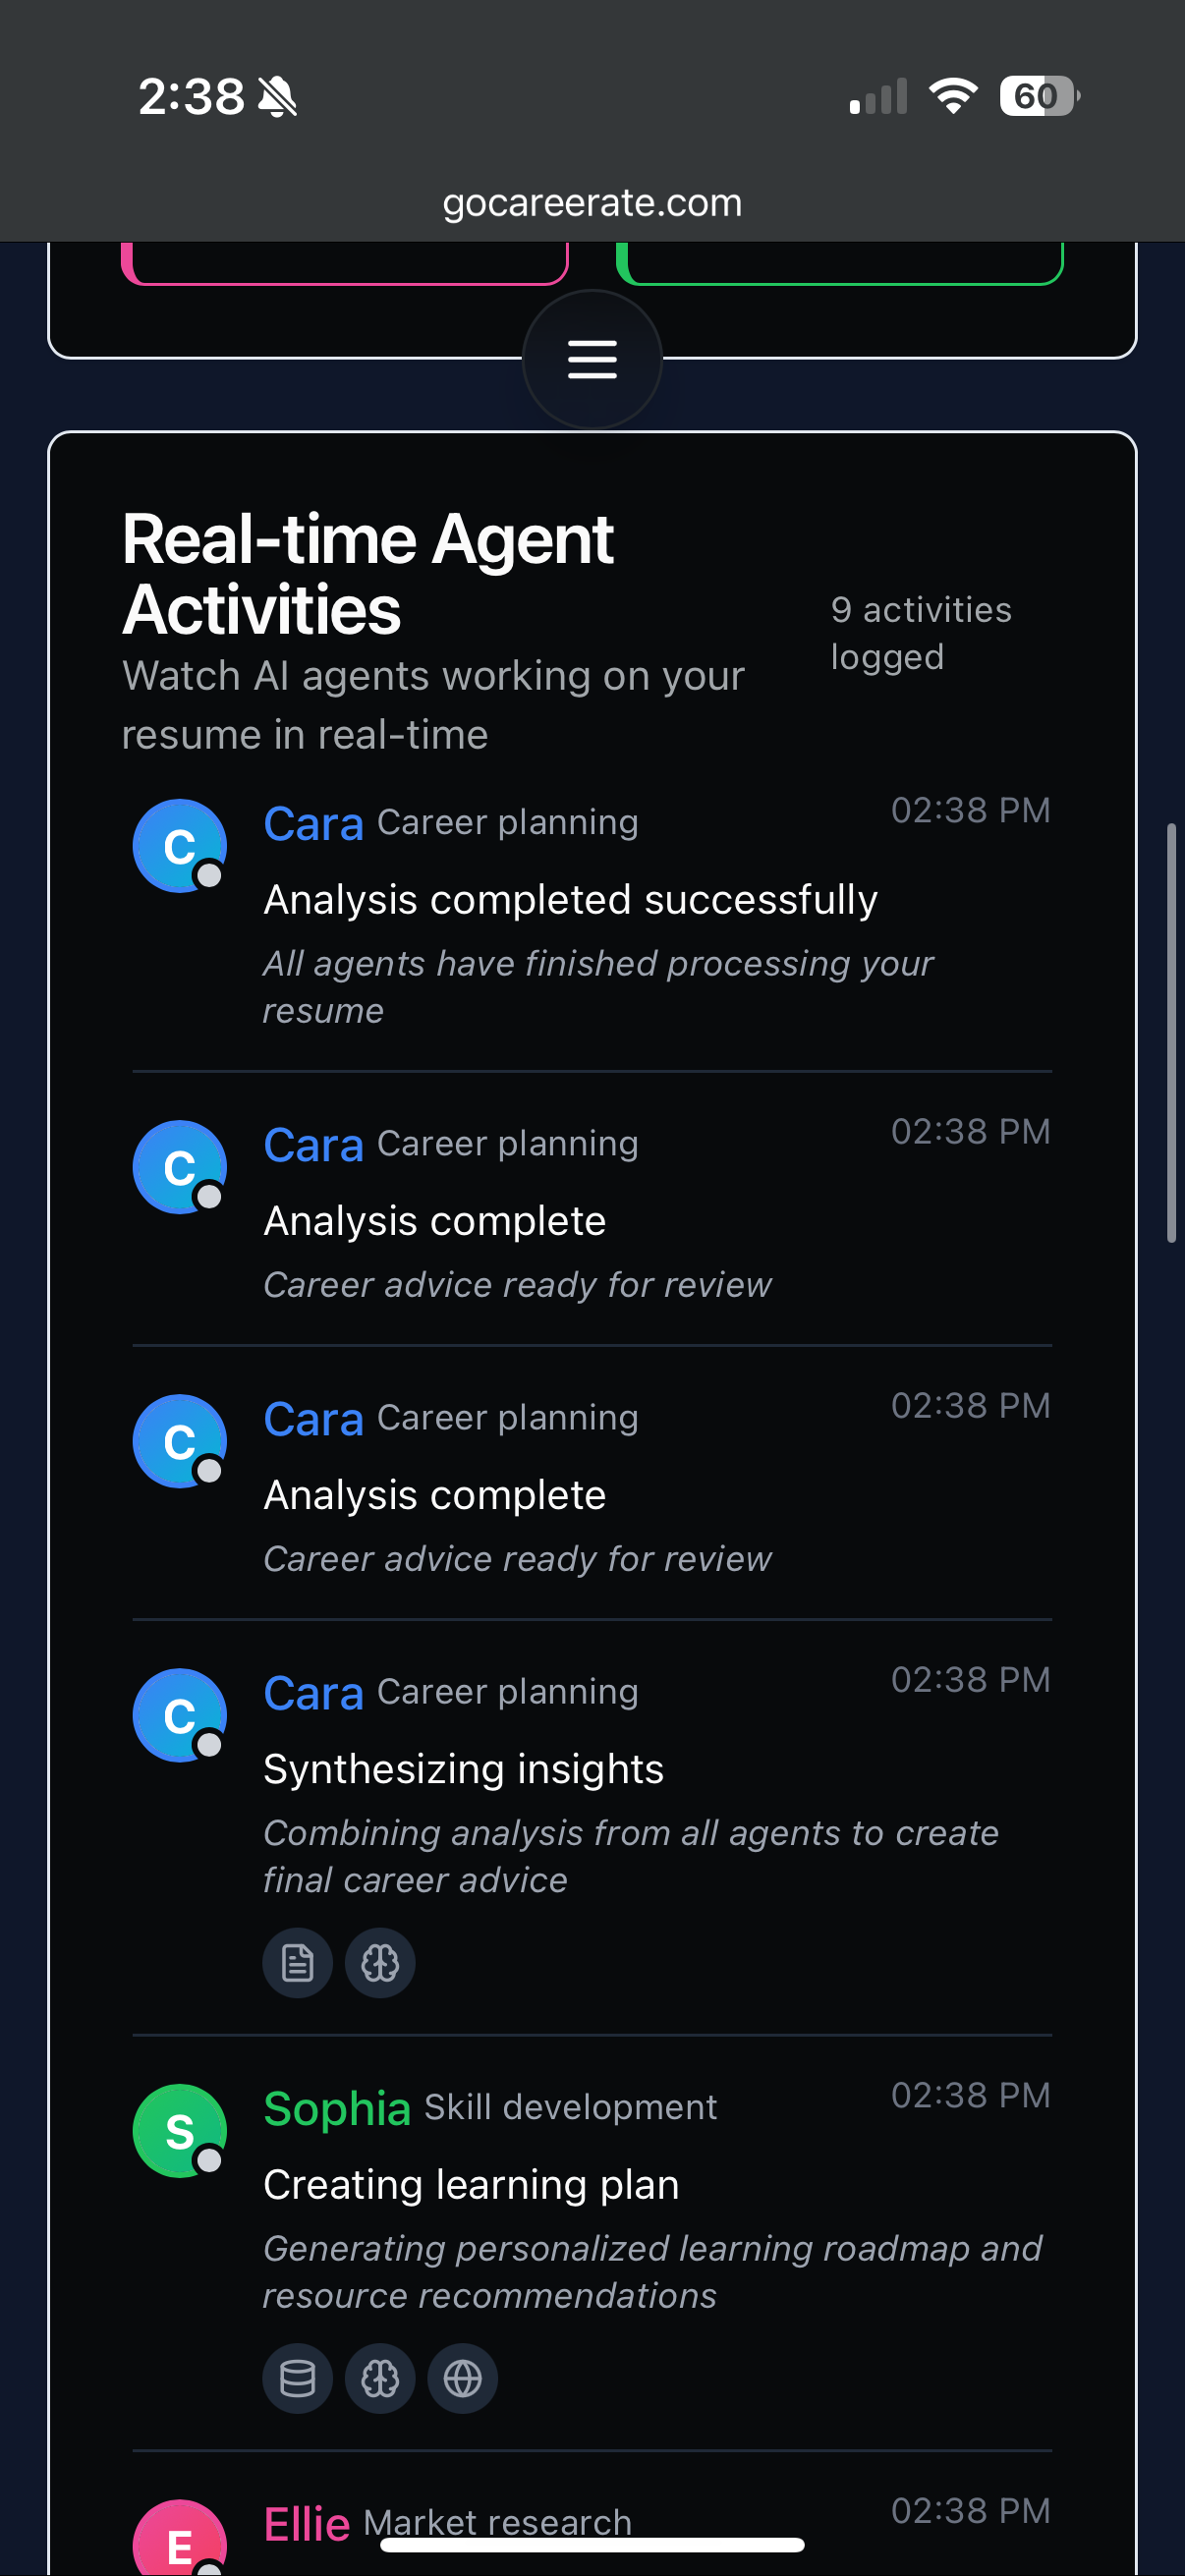 2:38
60
gocareerate.com
Real-time Agent
Activities
9 activities
logged
Watch AI agents working on your
resume in real-time
C
Cara Career planning
02:38 PM
Analysis completed successfully
All agents have finished processing your
resume
C
Cara Career planning
02:38 PM
Analysis complete
Career advice ready for review
C
Cara Career planning
02:38 PM
Analysis complete
Career advice ready for review
C
Cara Career planning
02:38 PM
Synthesizing insights
Combining analysis from all agents to create
final career advice
S
Sophia Skill development
02:38 PM
Creating learning plan
Generating personalized learning roadmap and
resource recommendations
E
Ellie Market research
02:38 PM